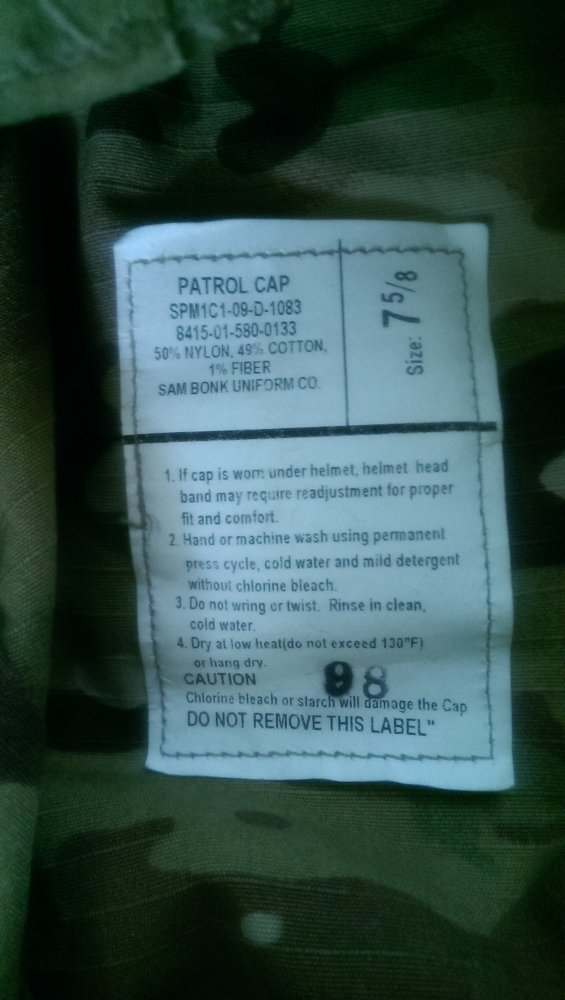 PATROL CAP
SPM1C1-09-D-1083
8415-01-580-0133
50% NYLON, 49% COTTON,
1% FIBER
SAM BONK UNIFORM CO.
Size: 7 5/8
1. If cap is worn under helmet, helmet head
band may require readjustment for proper
fit and comfort.
2. Hand or machine wash using permanent
press cycle, cold water and mild detergent
without chlorine bleach.
3. Do not wring or twist. Rinse in clean,
cold water.
4. Dry at low heat(do not exceed 130°F)
or hang dry.
CAUTION
98
Chlorine bleach or starch will damage the Cap
DO NOT REMOVE THIS LABEL"